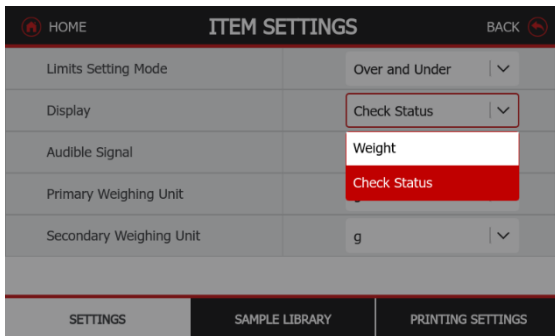 HOME ITEM SETTINGS BACK
Limits Setting Mode Over and Under
Display Check Status
Weight
Audible Signal
Check Status
Primary Weighing Unit
Secondary Weighing Unit g
SETTINGS SAMPLE LIBRARY PRINTING SETTINGS